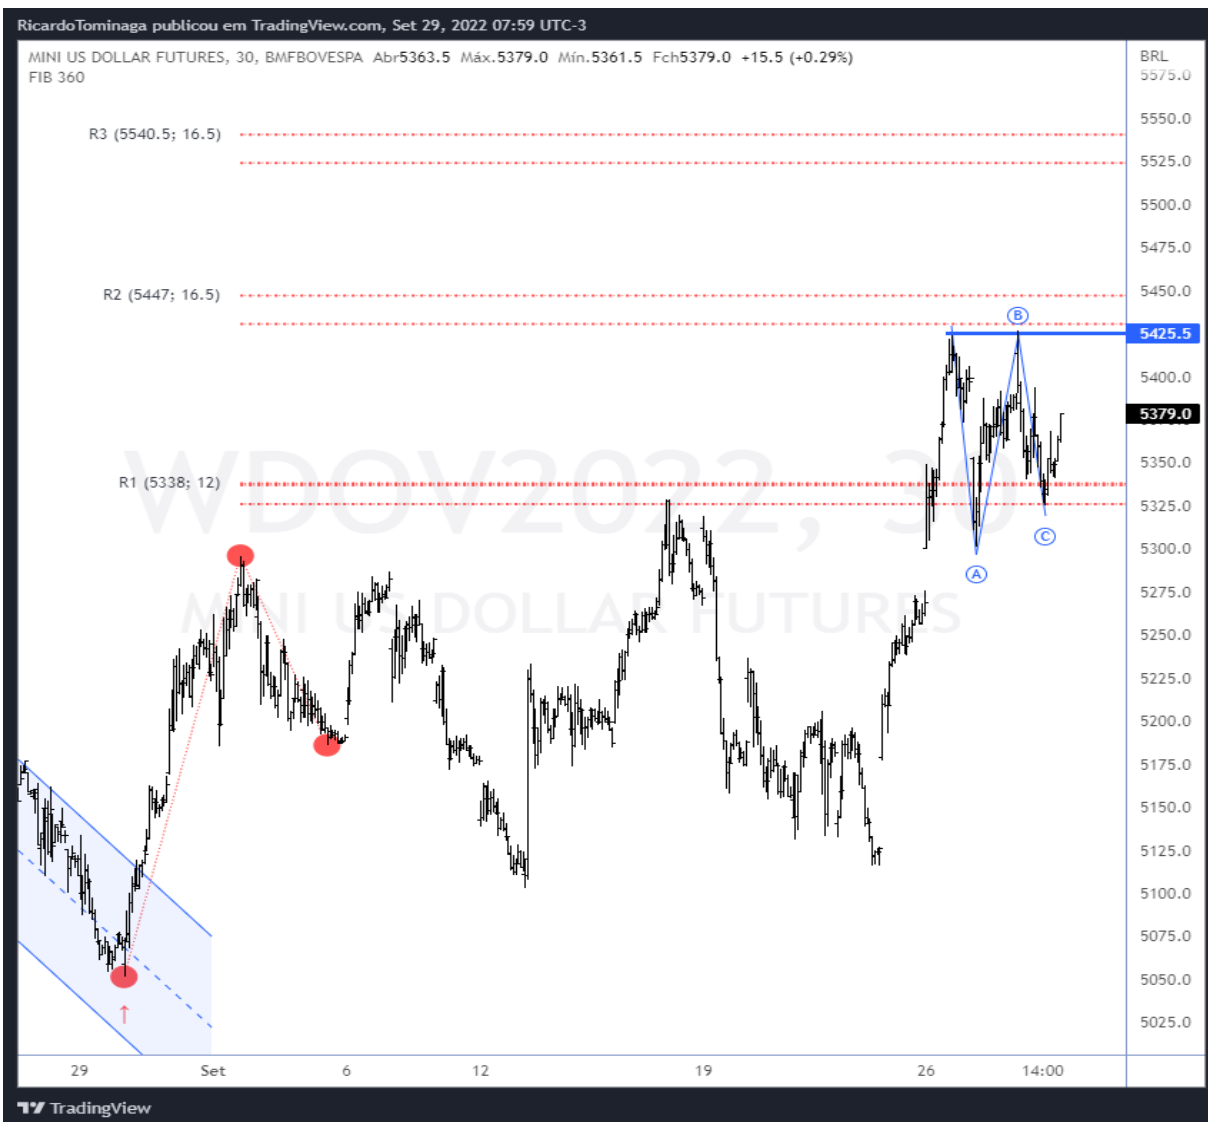 RicardoTominaga publicou em TradingView.com, Set 29, 2022 07:59 UTC-3
MINI US DOLLAR FUTURES, 30, BMFBOVESPA Abr5363.5 Máx.5379.0 Mín.5361.5 Fch5379.0 +15.5 (+0.29%)
FIB 360
BRL
5575.0
5550.0
R3 (5540.5; 16.5)
5525.0
5500.0
5475.0
R2 (5447; 16.5)
5450.0
B
5425.5
5400.0
5379.0
5350.0
R1 (5338; 12)
WDOV2022, 30
5325.0
C
5300.0
A
5275.0
MINI US DOLLAR FUTURES
5250.0
5225.0
5200.0
5175.0
5150.0
5125.0
5100.0
5075.0
5050.0
5025.0
29 Set 6 12 19 26 14:00
TradingView